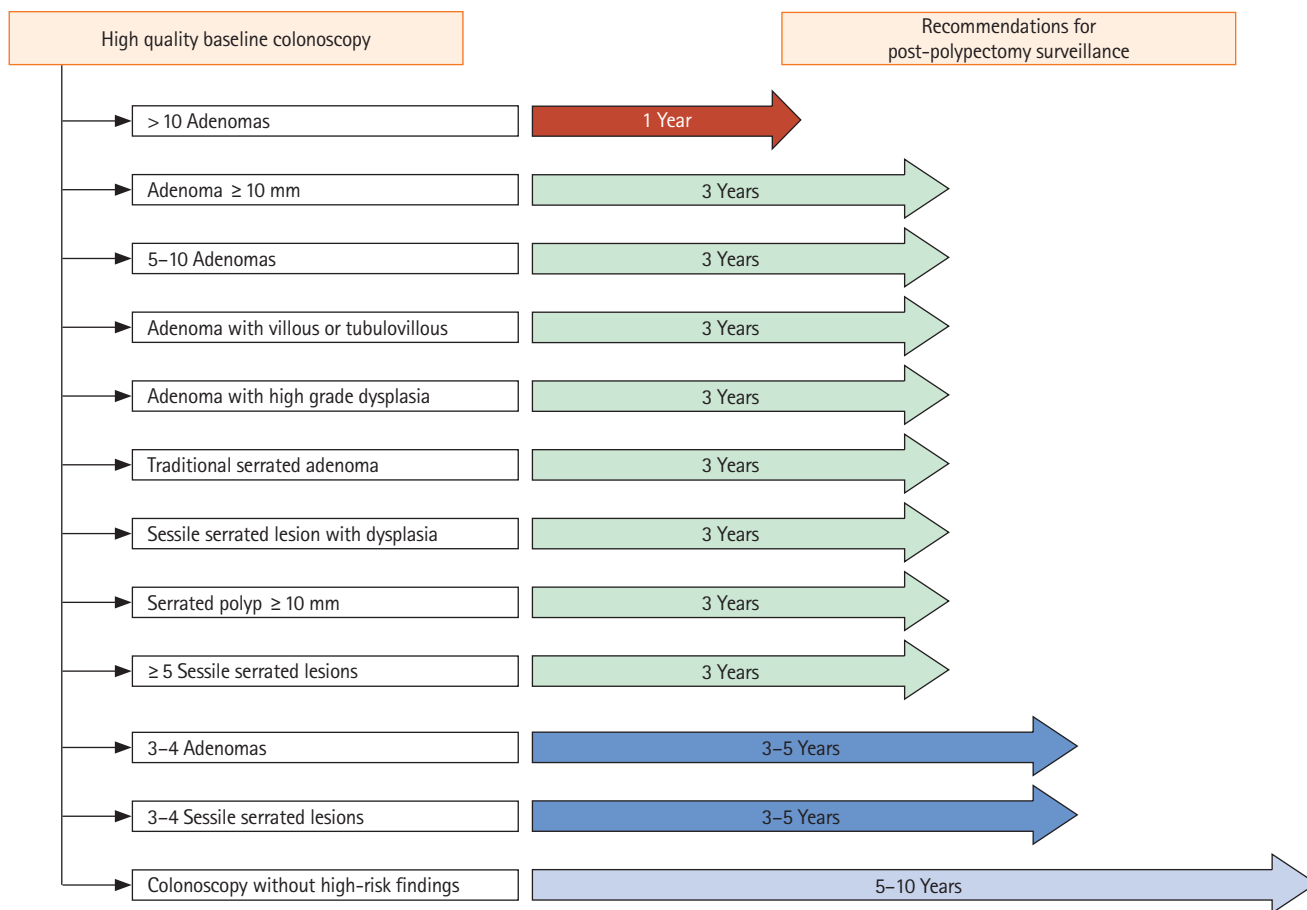 High quality baseline colonoscopy
Recommendations for
post-polypectomy surveillance
> 10 Adenomas
1 Year
Adenoma ≥ 10 mm
3 Years
5–10 Adenomas
3 Years
Adenoma with villous or tubulovillous
3 Years
Adenoma with high grade dysplasia
3 Years
Traditional serrated adenoma
3 Years
Sessile serrated lesion with dysplasia
3 Years
Serrated polyp ≥ 10 mm
3 Years
≥ 5 Sessile serrated lesions
3 Years
3–4 Adenomas
3–5 Years
3–4 Sessile serrated lesions
3–5 Years
Colonoscopy without high-risk findings
5–10 Years